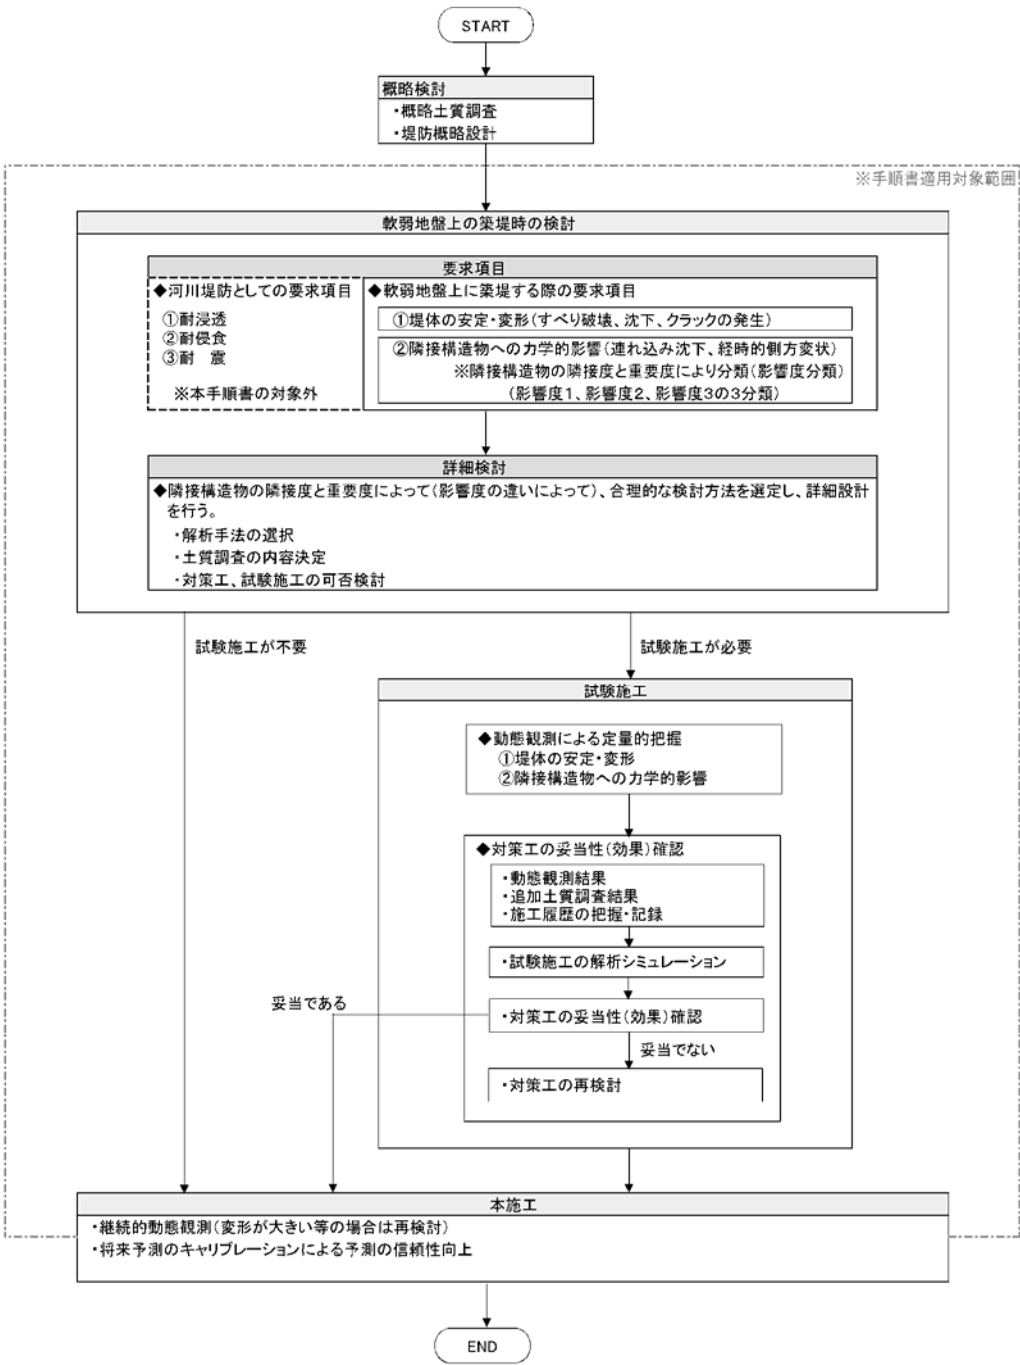 START
概略検討
・概略土質調査
・堤防概略設計
※手順書適用対象範囲
軟弱地盤上の築堤時の検討
要求項目
◆河川堤防としての要求項目
①耐浸透
②耐侵食
③耐　震
※本手順書の対象外
◆軟弱地盤上に築堤する際の要求項目
①堤体の安定・変形(すべり破壊、沈下、クラックの発生)
②隣接構造物への力学的影響(連れ込み沈下、経時的側方変状)
※隣接構造物の隣接度と重要度により分類(影響度分類)
(影響度1、影響度2、影響度3の3分類)
詳細検討
◆隣接構造物の隣接度と重要度によって(影響度の違いによって)、合理的な検討方法を選定し、詳細設計
を行う。
・解析手法の選択
・土質調査の内容決定
・対策工、試験施工の可否検討
試験施工が不要
試験施工が必要
試験施工
◆動態観測による定量的把握
①堤体の安定・変形
②隣接構造物への力学的影響
◆対策工の妥当性(効果)確認
・動態観測結果
・追加土質調査結果
・施工履歴の把握・記録
・試験施工の解析シミュレーション
妥当である
・対策工の妥当性(効果)確認
妥当でない
・対策工の再検討
本施工
・継続的動態観測(変形が大きい等の場合は再検討)
・将来予測のキャリブレーションによる予測の信頼性向上
END